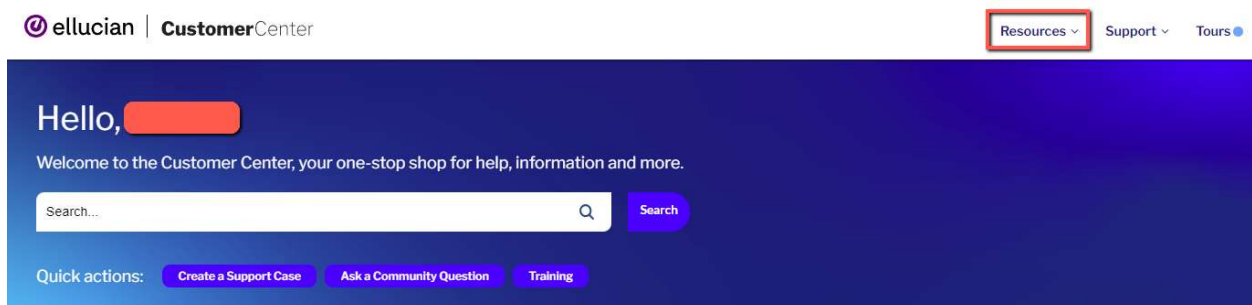 ellucian CustomerCenter
Resources Support Tours
Hello,
Welcome to the Customer Center, your one-stop shop for help, information and more.
Search... Search
Quick actions: Create a Support Case Ask a Community Question Training